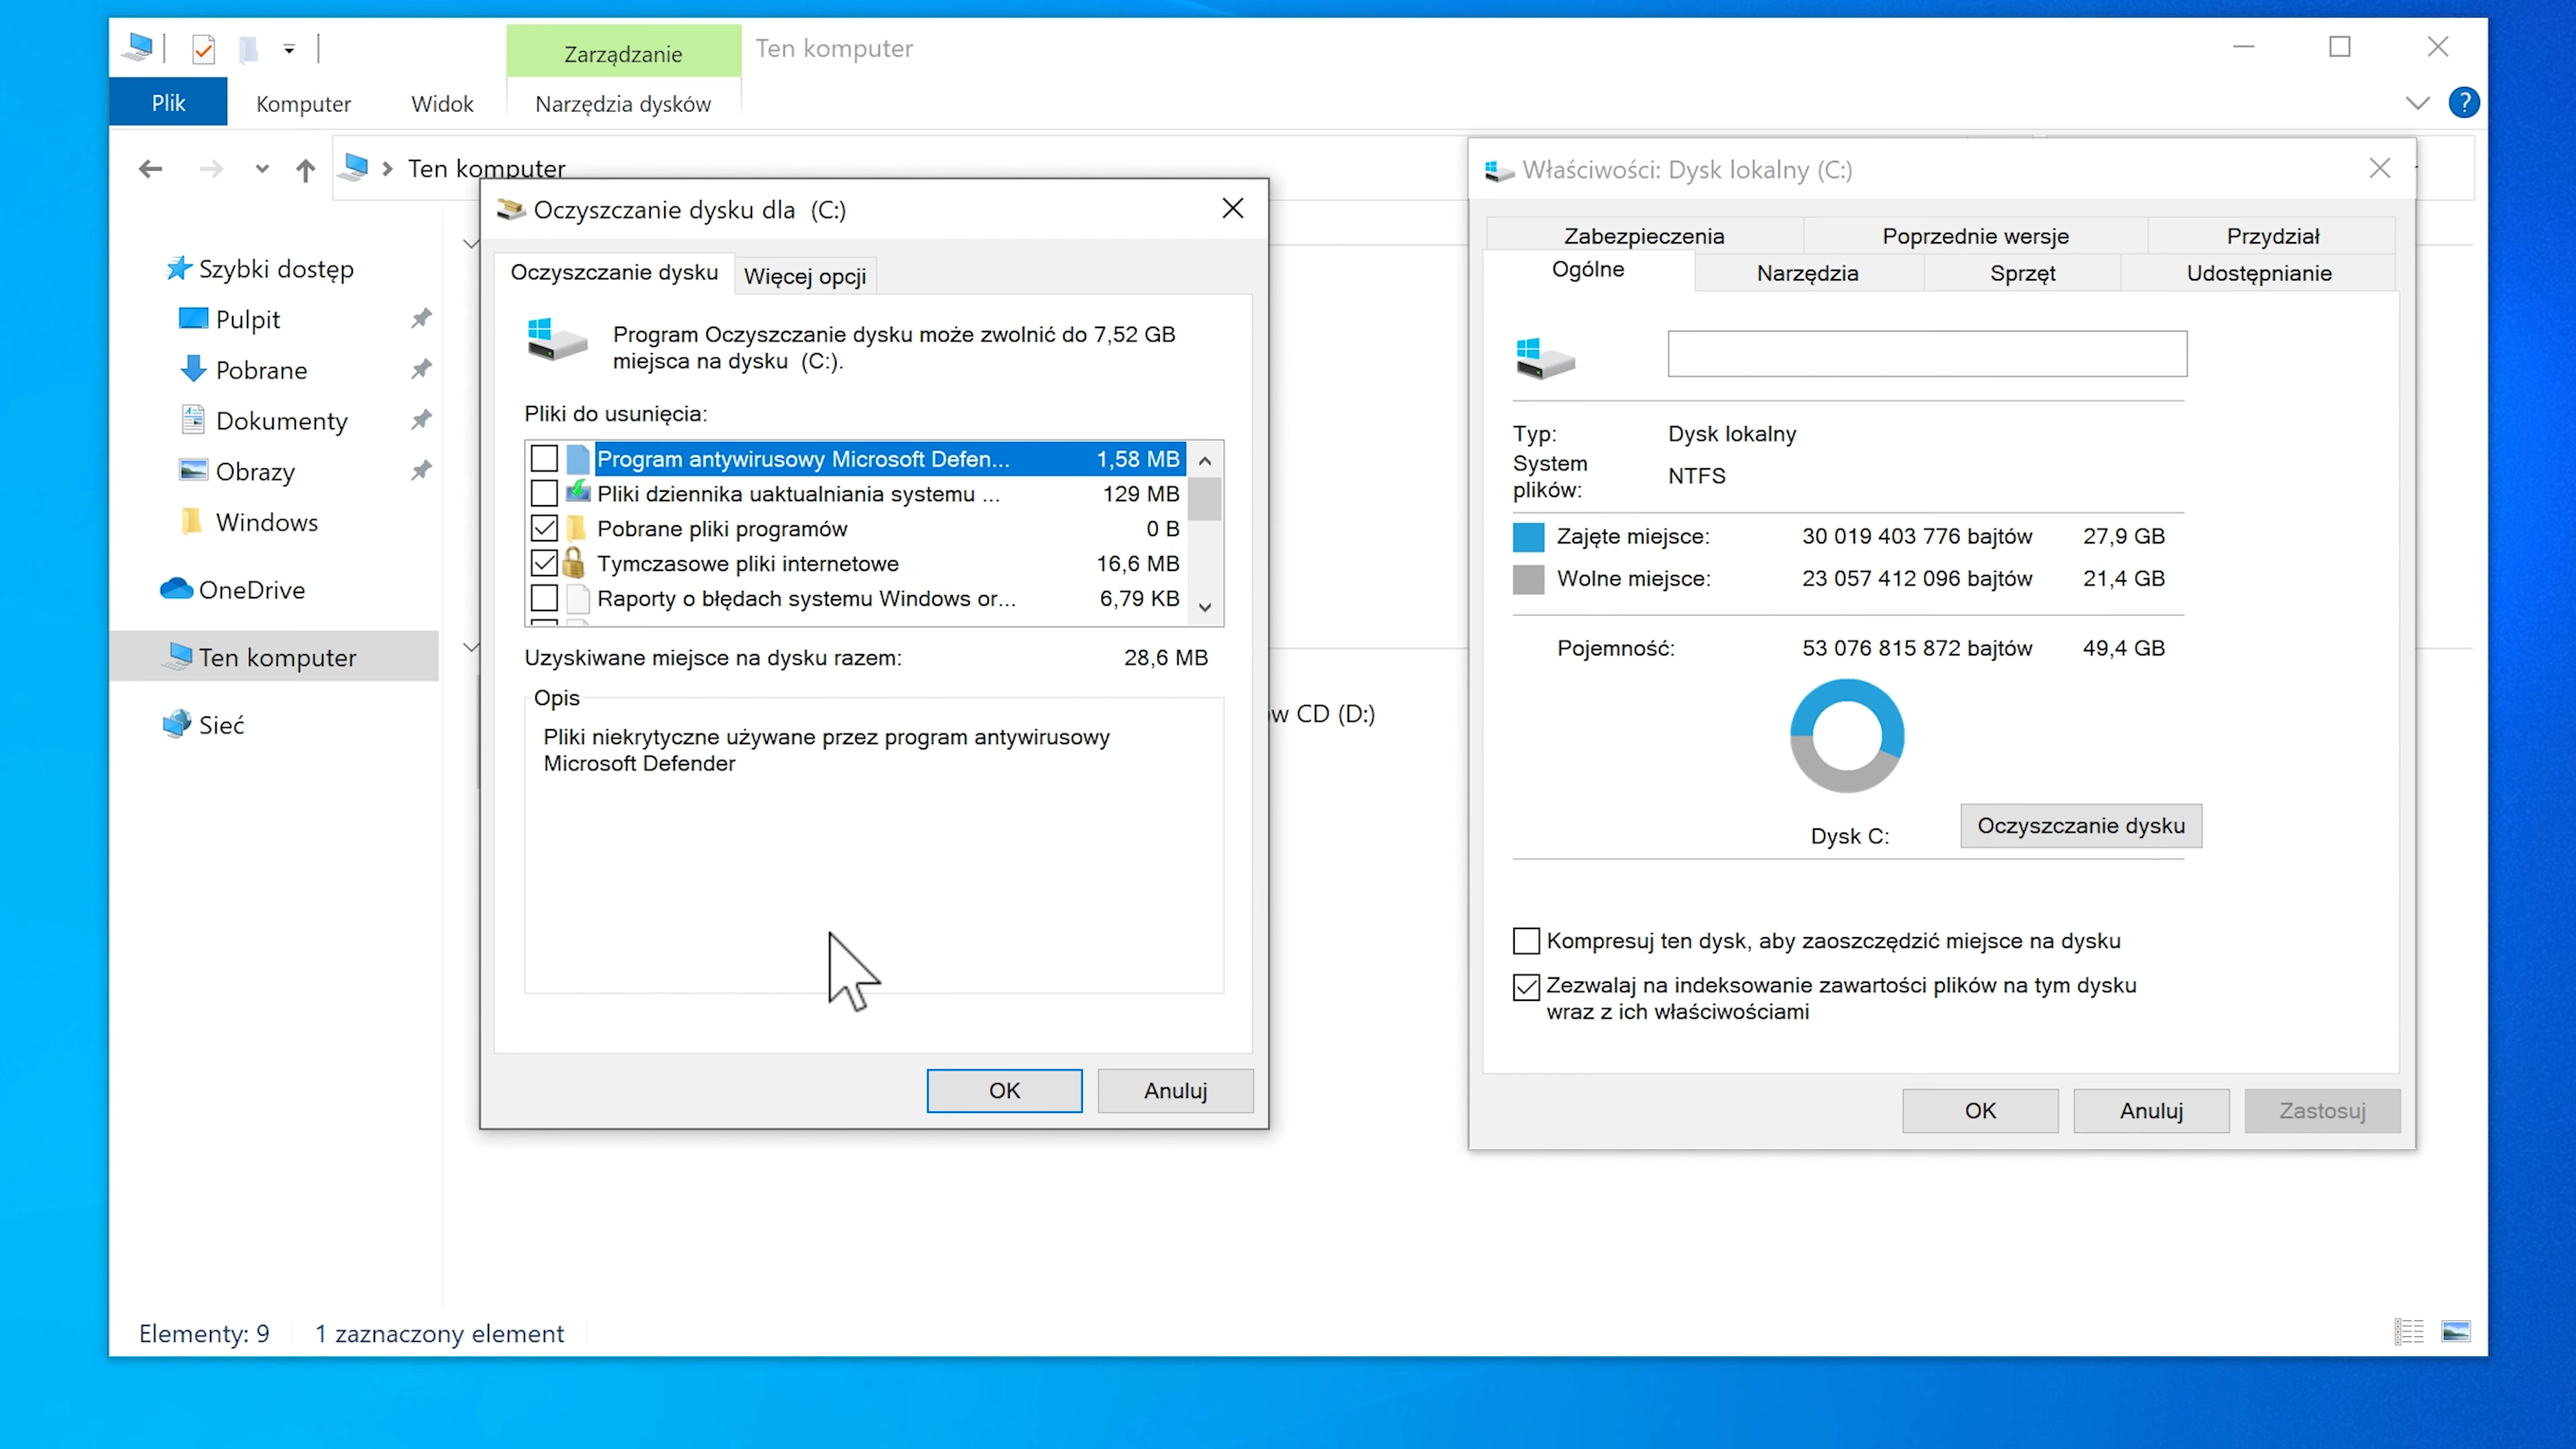 Zarządzanie
Ten komputer
Plik
Komputer
Widok
Narzędzia dysków
?
Ten komputer
Szybki dostęp
Pulpit
Pobrane
Dokumenty
Obrazy
Windows
OneDrive
Ten komputer
Sieć
Oczyszczanie dysku dla (C:)
Oczyszczanie dysku
Więcej opcji
Program Oczyszczanie dysku może zwolnić do 7,52 GB
miejsca na dysku (C:).
Pliki do usunięcia:
Program antywirusowy Microsoft Defen... 1,58 MB
Pliki dziennika uaktualniania systemu ... 129 MB
Pobrane pliki programów 0 B
Tymczasowe pliki internetowe 16,6 MB
Raporty o błędach systemu Windows or... 6,79 KB
Uzyskiwane miejsce na dysku razem: 28,6 MB
Opis
Pliki niekrytyczne używane przez program antywirusowy
Microsoft Defender
OK
Anuluj
w CD (D:)
Właściwości: Dysk lokalny (C:)
Zabezpieczenia
Poprzednie wersje
Przydział
Ogólne
Narzędzia
Sprzęt
Udostępnianie
Typ: Dysk lokalny
System
plików: NTFS
Zajęte miejsce: 30 019 403 776 bajtów 27,9 GB
Wolne miejsce: 23 057 412 096 bajtów 21,4 GB
Pojemność: 53 076 815 872 bajtów 49,4 GB
Dysk C:
Oczyszczanie dysku
Kompresuj ten dysk, aby zaoszczędzić miejsce na dysku
Zezwalaj na indeksowanie zawartości plików na tym dysku
wraz z ich właściwościami
OK
Anuluj
Zastosuj
Elementy: 9
1 zaznaczony element